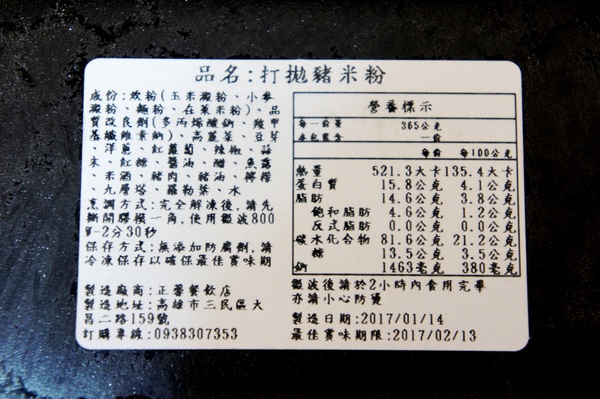 品名:打拋豬米粉
成份:炊粉(玉米澱粉、小麥
澱粉、麵粉、在萊米粉)、品
質改良劑(多丙烯酸鈉、羧甲
基纖維素鈉)、高麗菜、豆芽
、洋蔥、紅蘿蔔、辣椒、蒜
末、紅糖、醬油、醋、魚露
、米酒、豬肉、豬油、檸檬
、九層塔、羅勒葉、水
烹調方式:完全解凍後,請先
撕開膠模一角,使用微波800
W-2分30秒
保存方式:無添加防腐劑,請
冷凍保存以確保最佳賞味期
製造廠商:正馨餐飲店
製造地址:高雄市三民區大
昌二路159號
訂購專線:0938307353
營養標示
每一份量 365公克
本包裝含 一份
每份 每100公克
熱量 521.3大卡 135.4大卡
蛋白質 15.8公克 4.1公克
脂肪 14.6公克 3.8公克
飽和脂肪 4.6公克 1.2公克
反式脂肪 0.0公克 0.0公克
碳水化合物 81.6公克 21.2公克
糖 13.5公克 3.5公克
鈉 1463毫克 380毫克
微波後請於2小時內食用完畢
亦請小心防燙
製造日期:2017/01/14
最佳賞味期限:2017/02/13